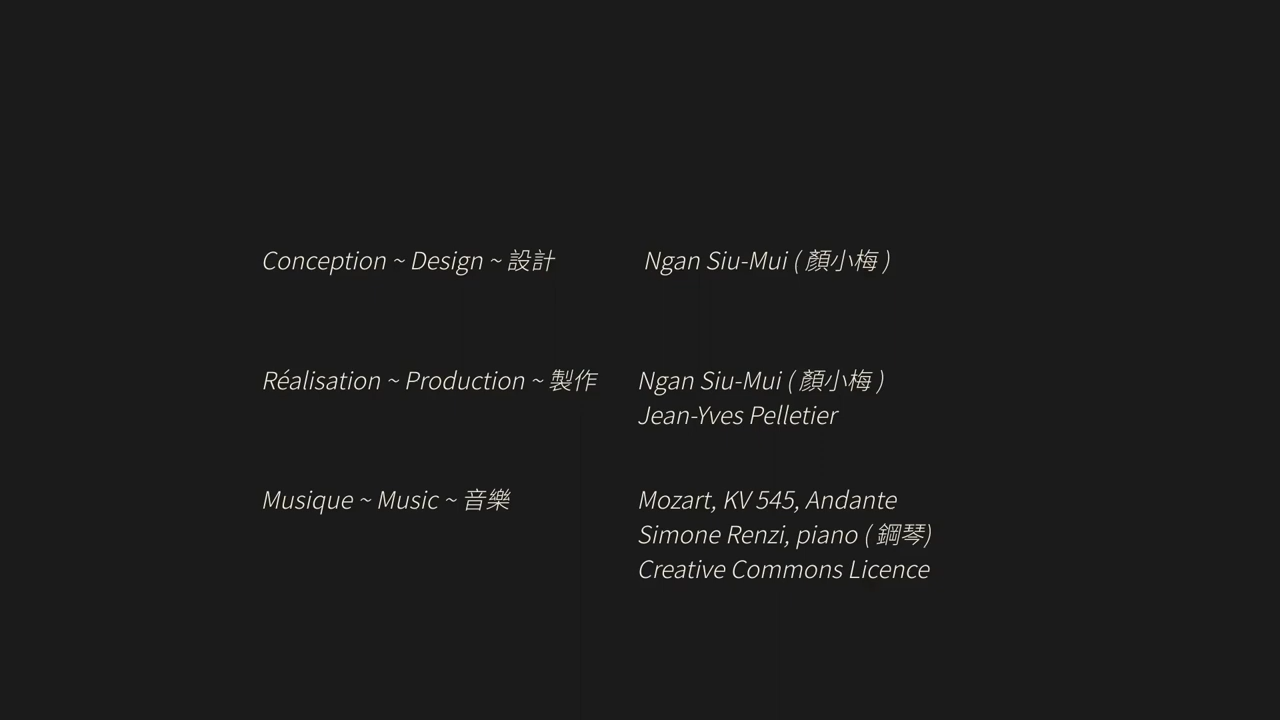 Conception ~ Design ~ 設計 Ngan Siu-Mui ( 顏小梅 )
Réalisation ~ Production ~ 製作 Ngan Siu-Mui ( 顏小梅 )
Jean-Yves Pelletier
Musique ~ Music ~ 音樂 Mozart, KV 545, Andante
Simone Renzi, piano ( 鋼琴)
Creative Commons Licence